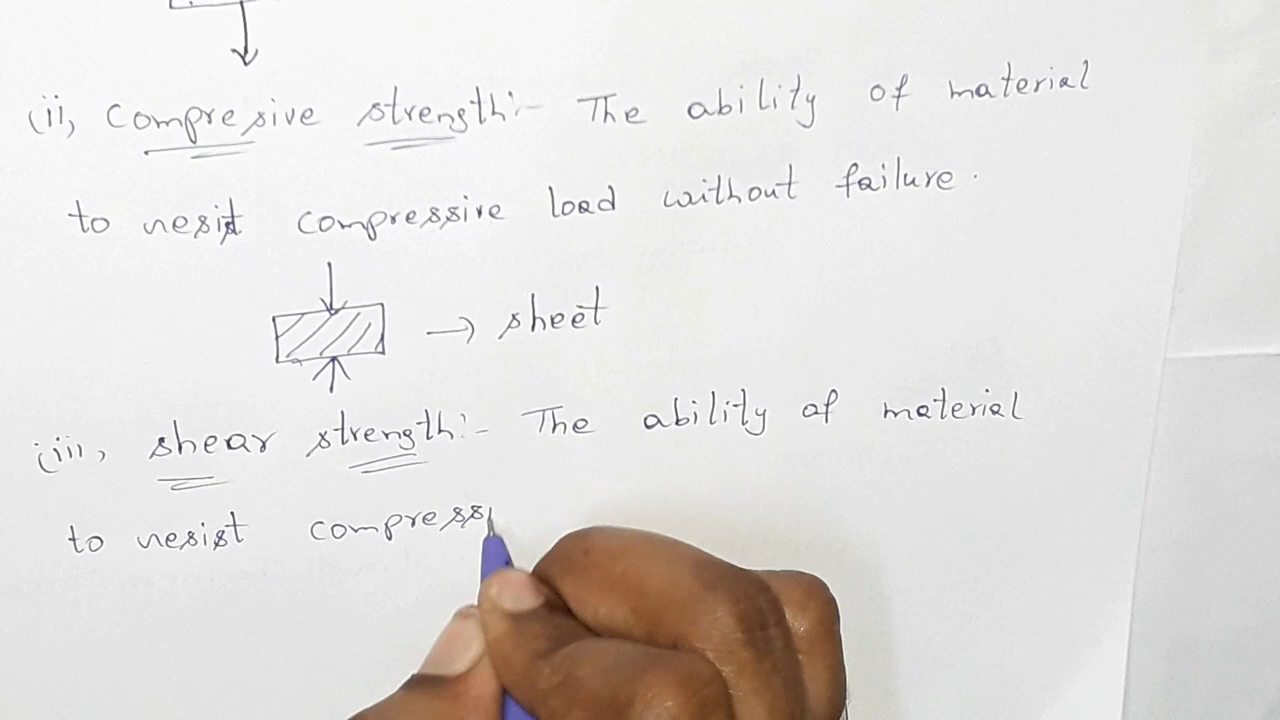 (ii, compresive strength:- The ability of material
to resist compressive load without failure.
→ sheet
(iii, shear strength:- The ability of material
to resist compress